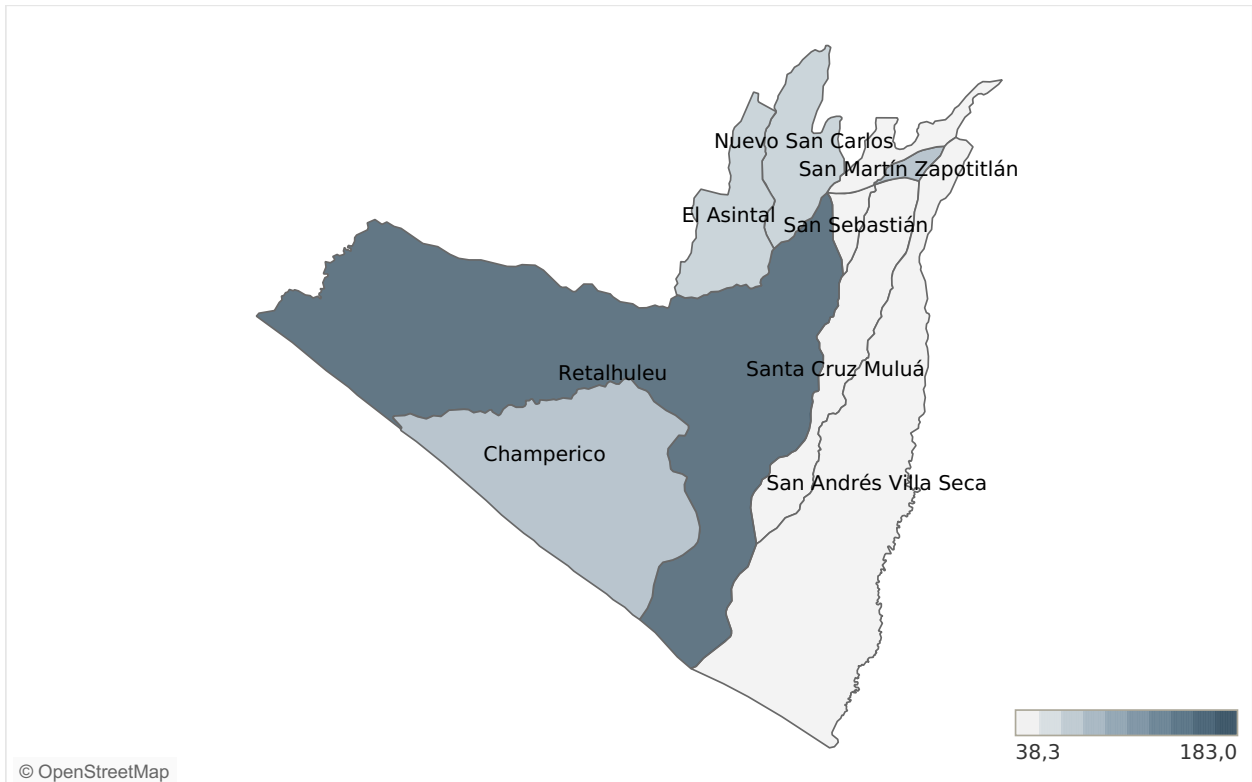 Nuevo San Carlos
San Martín Zapotitlán
El Asintal
San Sebastián
Retalhuleu
Santa Cruz Muluá
Champerico
San Andrés Villa Seca
38,3
183,0
© OpenStreetMap